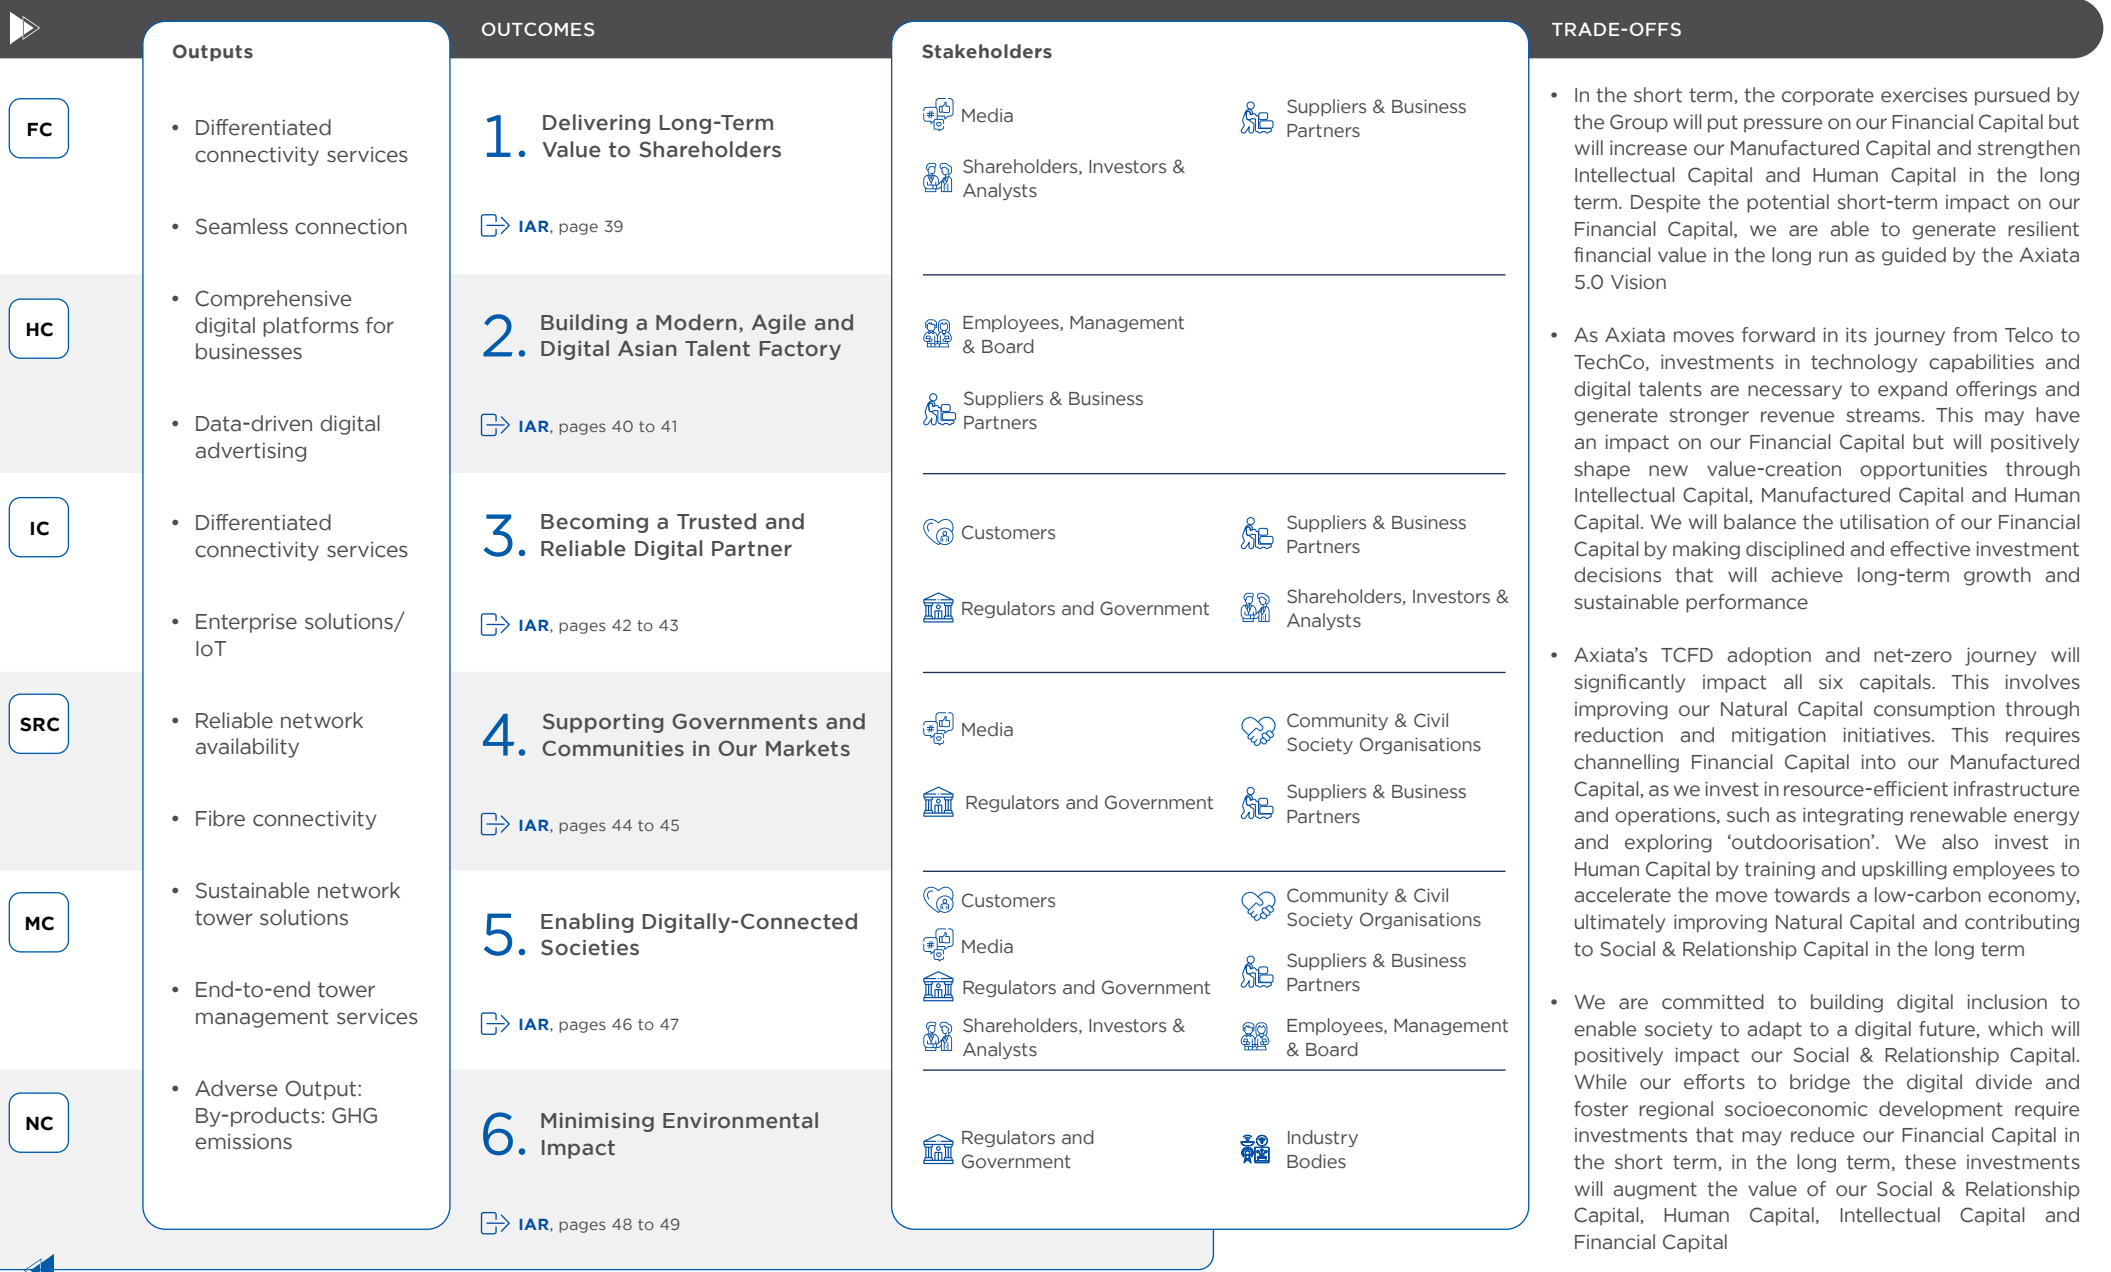 OUTCOMES
TRADE-OFFS
Outputs
Stakeholders
FC
HC
IC
SRC
MC
NC
• Differentiated
connectivity services
• Seamless connection
• Comprehensive
digital platforms for
businesses
• Data-driven digital
advertising
• Differentiated
connectivity services
• Enterprise solutions/
IoT
• Reliable network
availability
• Fibre connectivity
• Sustainable network
tower solutions
• End-to-end tower
management services
• Adverse Output:
By-products: GHG
emissions
1. Delivering Long-Term
Value to Shareholders
IAR, page 39
2. Building a Modern, Agile and
Digital Asian Talent Factory
IAR, pages 40 to 41
3. Becoming a Trusted and
Reliable Digital Partner
IAR, pages 42 to 43
4. Supporting Governments and
Communities in Our Markets
IAR, pages 44 to 45
5. Enabling Digitally-Connected
Societies
IAR, pages 46 to 47
6. Minimising Environmental
Impact
IAR, pages 48 to 49
Media
Shareholders, Investors &
Analysts
Suppliers & Business
Partners
Employees, Management
& Board
Suppliers & Business
Partners
Customers
Regulators and Government
Suppliers & Business
Partners
Shareholders, Investors &
Analysts
Media
Regulators and Government
Community & Civil
Society Organisations
Suppliers & Business
Partners
Customers
Media
Regulators and Government
Shareholders, Investors &
Analysts
Community & Civil
Society Organisations
Suppliers & Business
Partners
Employees, Management
& Board
Regulators and
Government
Industry
Bodies
• In the short term, the corporate exercises pursued by
the Group will put pressure on our Financial Capital but
will increase our Manufactured Capital and strengthen
Intellectual Capital and Human Capital in the long
term. Despite the potential short-term impact on our
Financial Capital, we are able to generate resilient
financial value in the long run as guided by the Axiata
5.0 Vision
• As Axiata moves forward in its journey from Telco to
TechCo, investments in technology capabilities and
digital talents are necessary to expand offerings and
generate stronger revenue streams. This may have
an impact on our Financial Capital but will positively
shape new value-creation opportunities through
Intellectual Capital, Manufactured Capital and Human
Capital. We will balance the utilisation of our Financial
Capital by making disciplined and effective investment
decisions that will achieve long-term growth and
sustainable performance
• Axiata's TCFD adoption and net-zero journey will
significantly impact all six capitals. This involves
improving our Natural Capital consumption through
reduction and mitigation initiatives. This requires
channelling Financial Capital into our Manufactured
Capital, as we invest in resource-efficient infrastructure
and operations, such as integrating renewable energy
and exploring 'outdoorisation'. We also invest in
Human Capital by training and upskilling employees to
accelerate the move towards a low-carbon economy,
ultimately improving Natural Capital and contributing
to Social & Relationship Capital in the long term
• We are committed to building digital inclusion to
enable society to adapt to a digital future, which will
positively impact our Social & Relationship Capital.
While our efforts to bridge the digital divide and
foster regional socioeconomic development require
investments that may reduce our Financial Capital in
the short term, in the long term, these investments
will augment the value of our Social & Relationship
Capital, Human Capital, Intellectual Capital and
Financial Capital